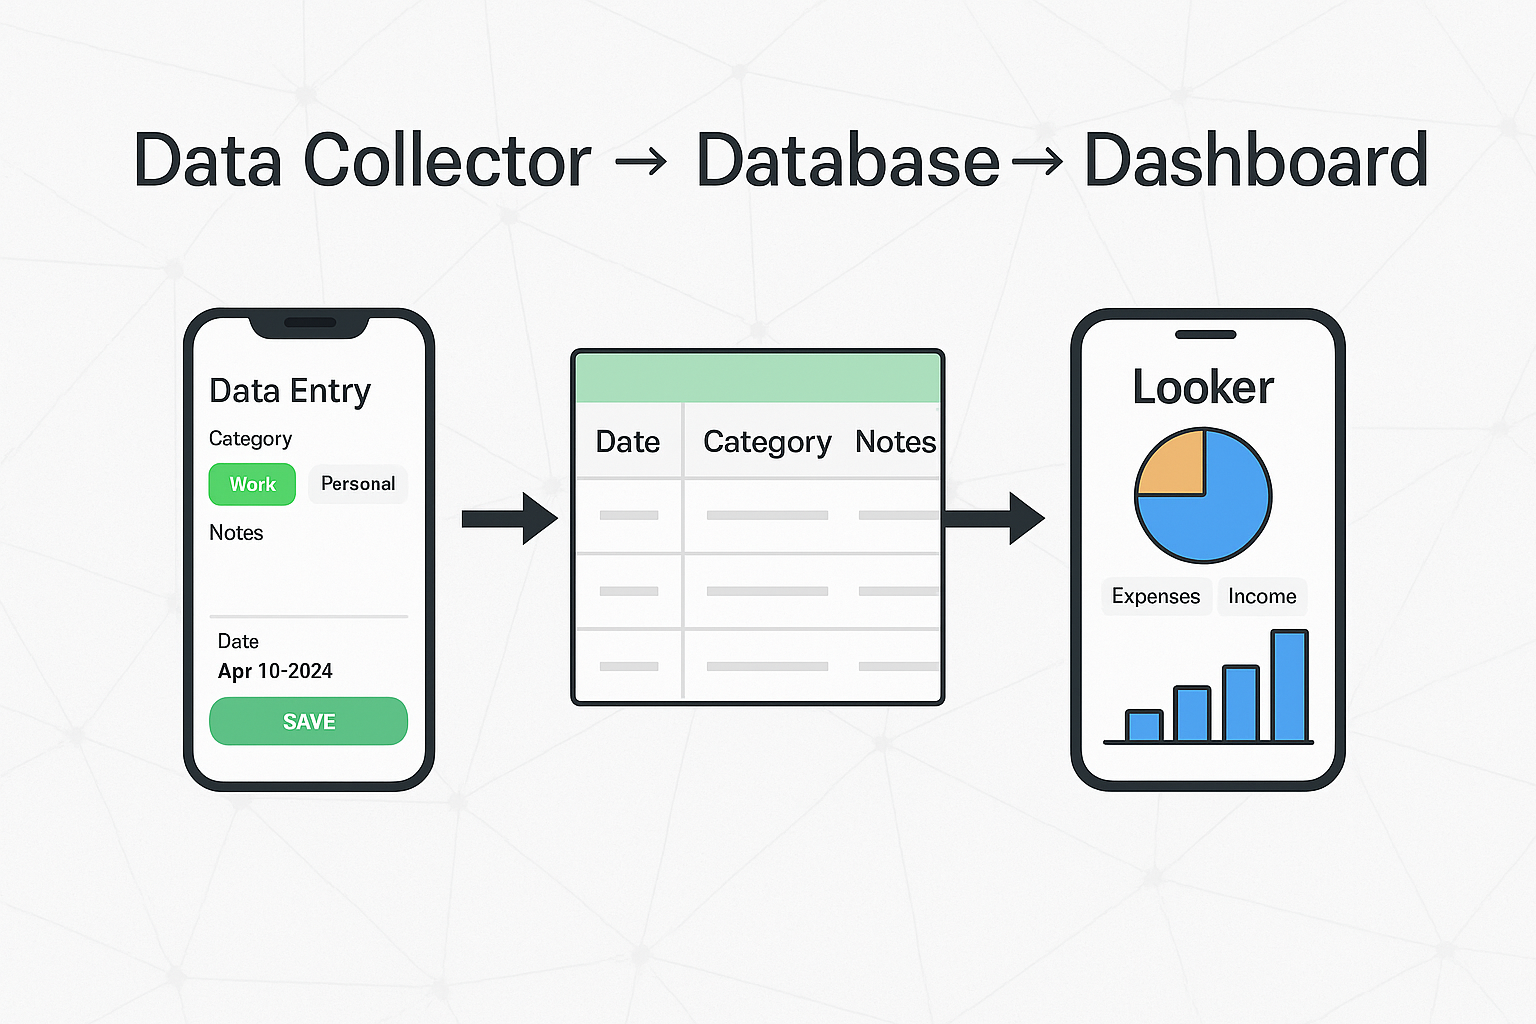 Data Collector → Database → Dashboard
Data Entry
Category
Work Personal
Notes
Date
Apr 10-2024
SAVE
Date Category Notes
Looker
Expenses Income